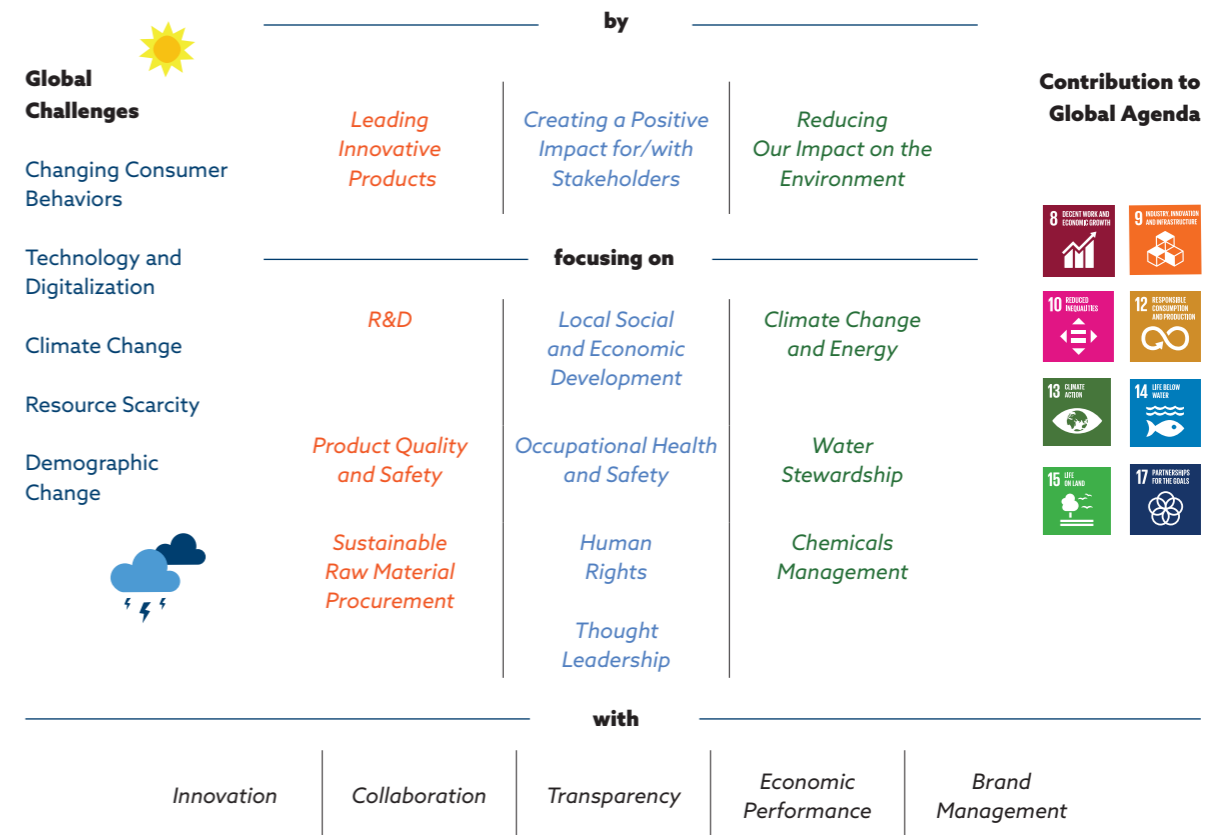 by
Global
Challenges
Changing Consumer
Behaviors
Technology and
Digitalization
Climate Change
Resource Scarcity
Demographic
Change
Leading
Innovative
Products
Creating a Positive
Impact for/with
Stakeholders
Reducing
Our Impact on the
Environment
focusing on
R&D
Product Quality
and Safety
Sustainable
Raw Material
Procurement
Local Social
and Economic
Development
Occupational Health
and Safety
Human
Rights
Thought
Leadership
Climate Change
and Energy
Water
Stewardship
Chemicals
Management
Contribution to
Global Agenda
8 DECENT WORK AND
ECONOMIC GROWTH
9 INDUSTRY, INNOVATION
AND INFRASTRUCTURE
10 REDUCED
INEQUALITIES
12 RESPONSIBLE
CONSUMPTION
AND PRODUCTION
13 CLIMATE
ACTION
14 LIFE BELOW
WATER
15 LIFE
ON LAND
17 PARTNERSHIPS
FOR THE GOALS
with
Innovation
Collaboration
Transparency
Economic
Performance
Brand
Management